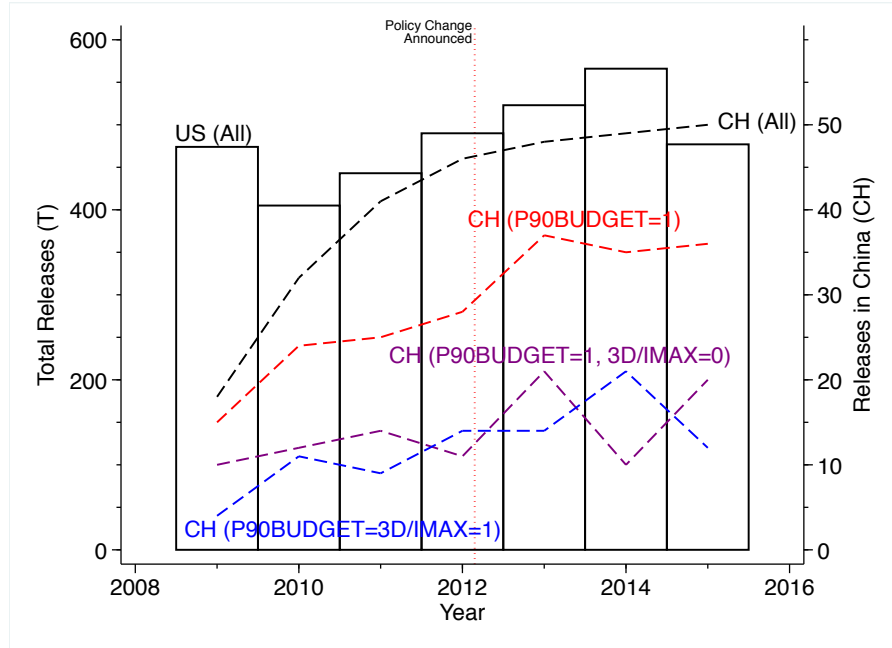 Policy Change
Announced
600
400
200
0
Total Releases (T)
US (All)
CH (All)
CH (P90BUDGET=1)
CH (P90BUDGET=1, 3D/IMAX=0)
CH (P90BUDGET=3D/IMAX=1)
50
40
30
20
10
0
Releases in China (CH)
2008
2010
2012
2014
2016
Year